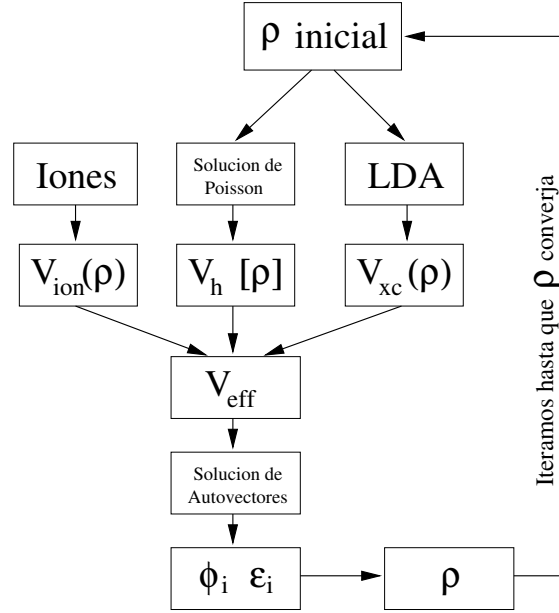 ρ inicial
Iones
Solucion de
Poisson
LDA
V_ion(ρ)
V_h [ρ]
V_xc(ρ)
V_eff
Solucion de
Autovectores
ϕ_i ε_i
ρ
Iteramos hasta que ρ converja